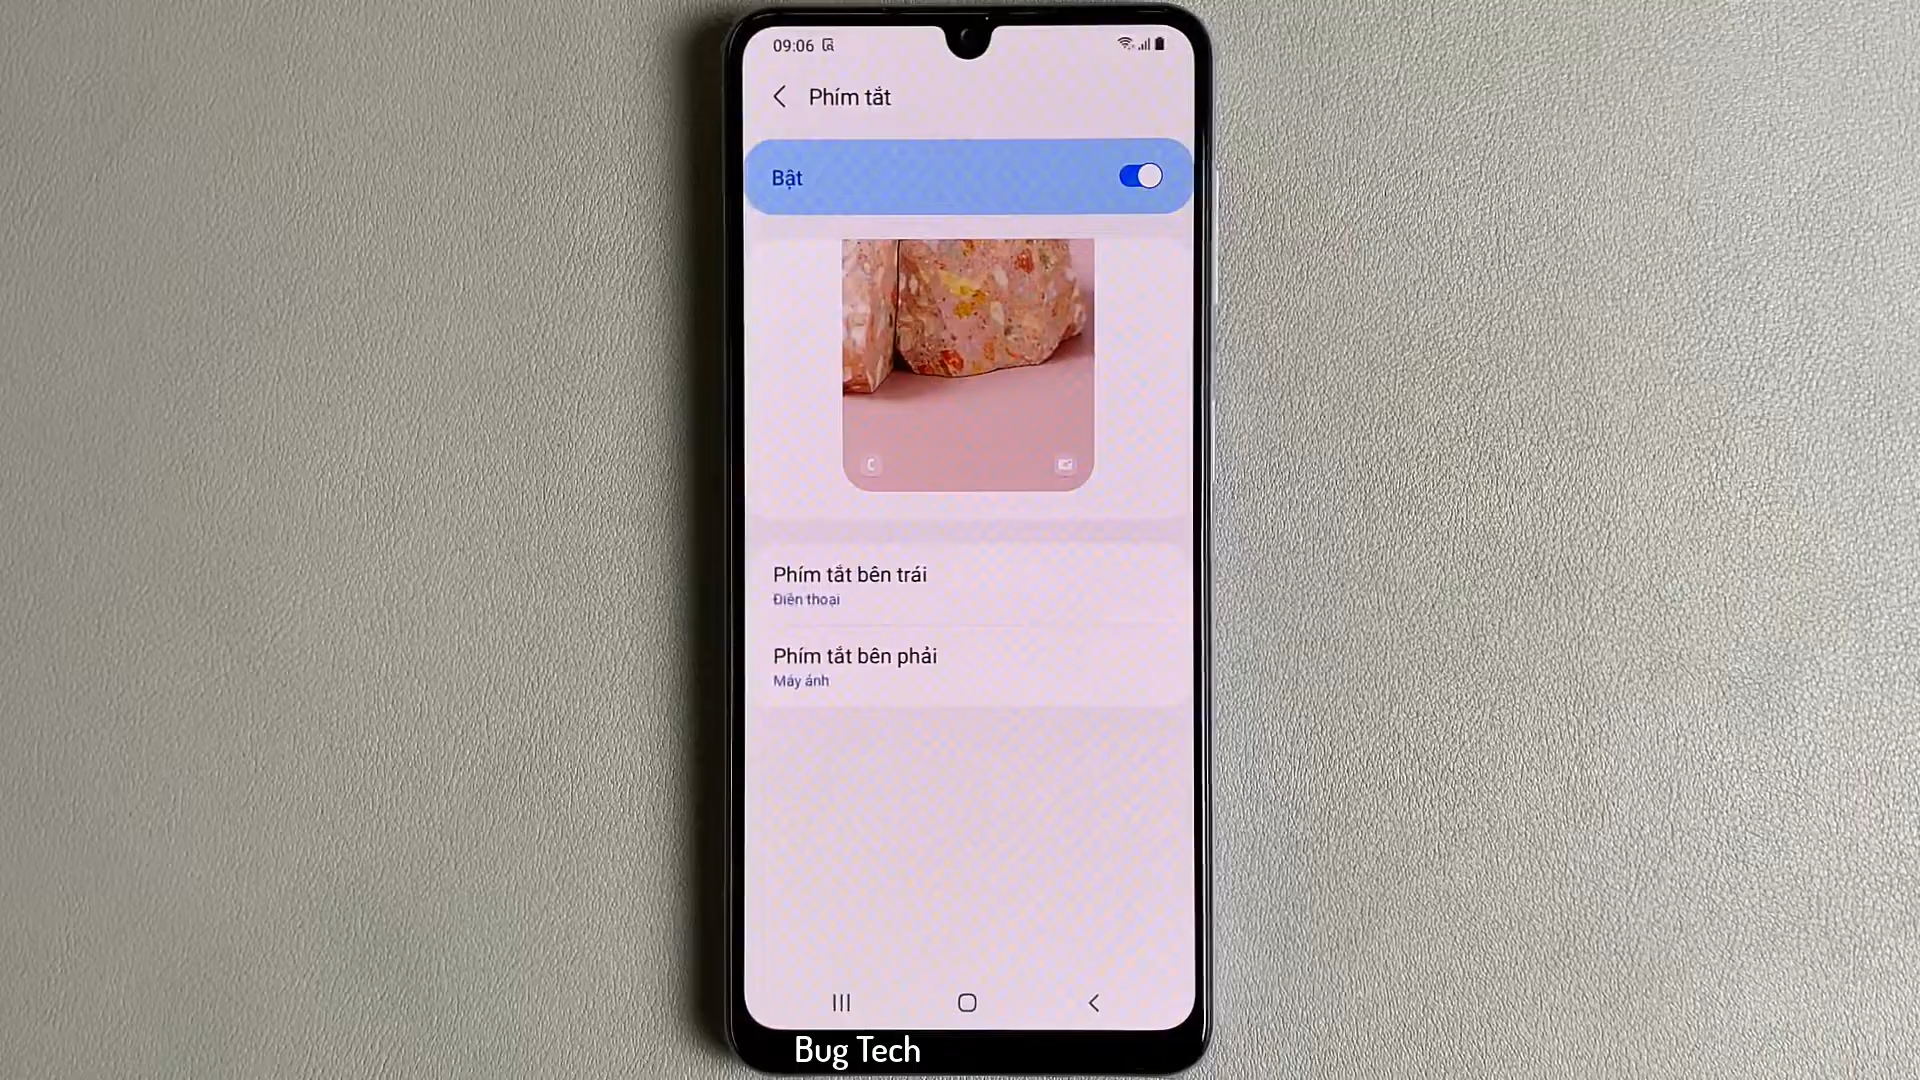 09:06
Phím tắt
Bật
Phím tắt bên trái
Điện thoại
Phím tắt bên phải
Máy ảnh
Bug Tech